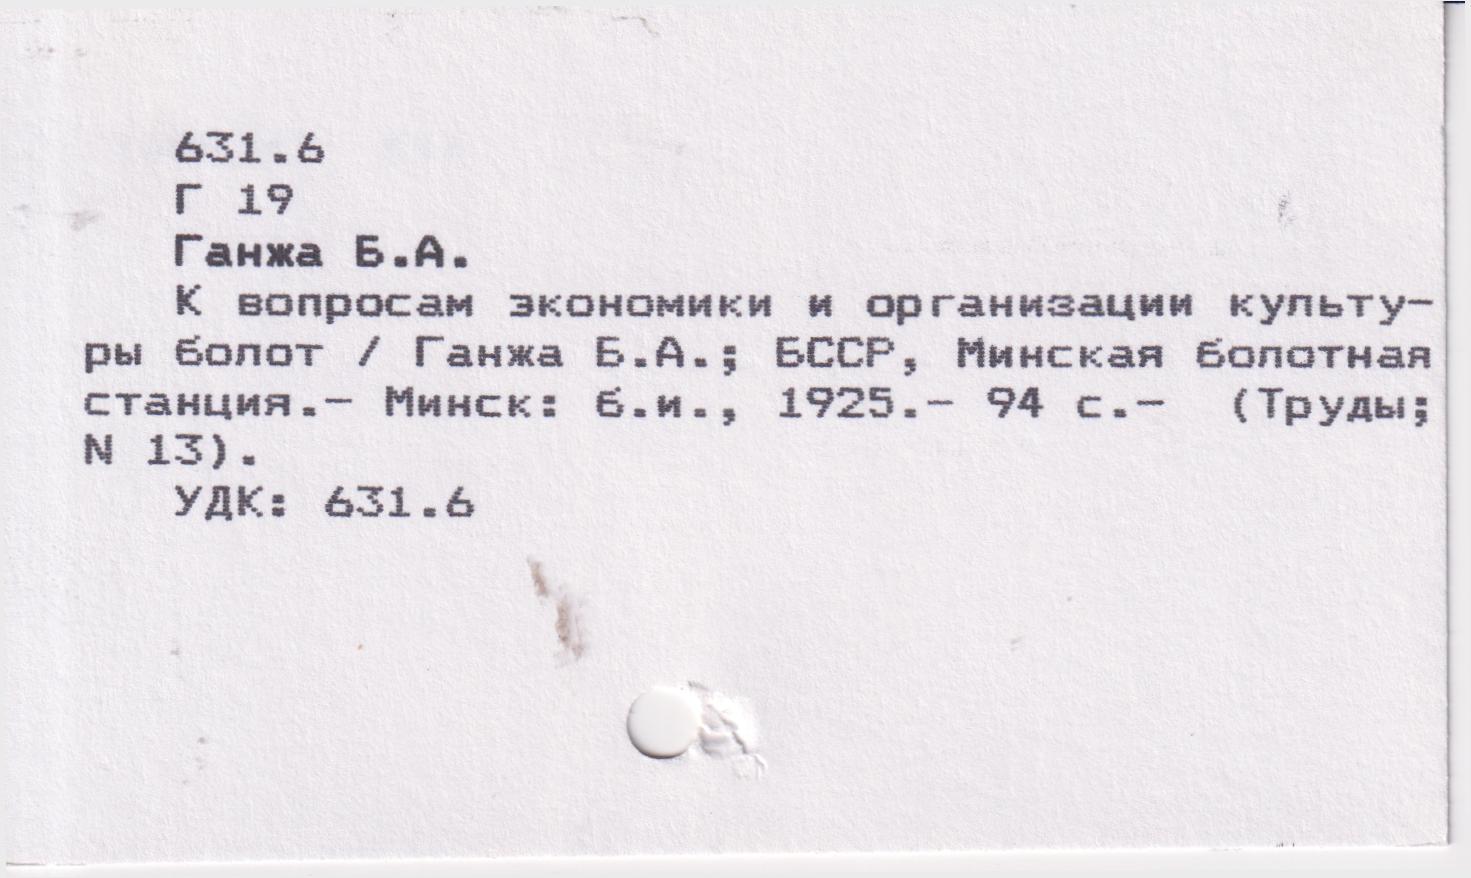 631.6
Г 19
Ганжа Б.А.
К вопросам экономики и организации культу-
ры болот / Ганжа Б.А.; БССР, Минская болотная
станция.- Минск: б.и., 1925.- 94 с.- (Труды;
N 13).
УДК: 631.6